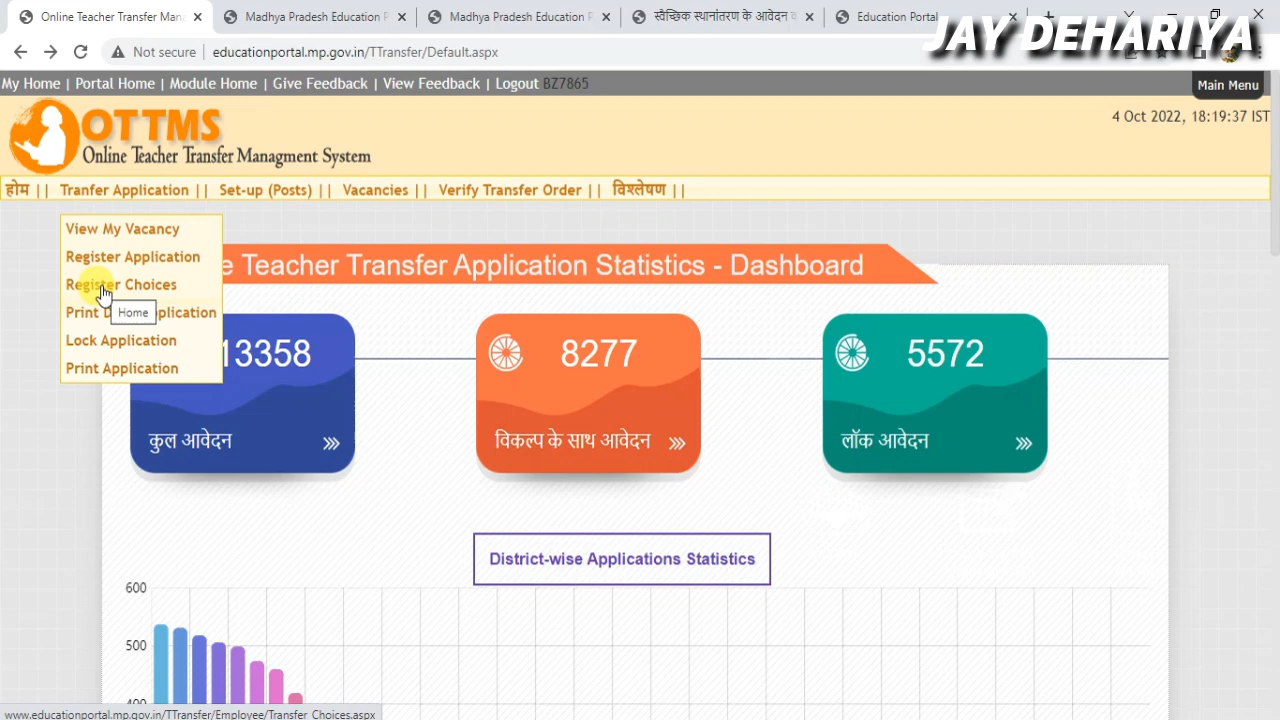 Online Teacher Transfer Man
Madhya Pradesh Education P
Madhya Pradesh Education P
स्वैच्छिक स्थानांतरण के आवेदन
Education Portal
JAY DEHARIYA
Not secure | educationportal.mp.gov.in/TTransfer/Default.aspx
My Home | Portal Home | Module Home | Give Feedback | View Feedback | Logout BZ7865
Main Menu
4 Oct 2022, 18:19:37 IST
OTTMS
Online Teacher Transfer Managment System
होम || Tranfer Application || Set-up (Posts) || Vacancies || Verify Transfer Order || विश्लेषण ||
View My Vacancy
Register Application
Register Choices
Print D pplication
Home
Lock Application
Print Application
e Teacher Transfer Application Statistics - Dashboard
13358
कुल आवेदन
8277
विकल्प के साथ आवेदन
5572
लॉक आवेदन
District-wise Applications Statistics
600
500
400
www.educationportal.mp.gov.in/TTransfer/Employee/Transfer_Choices.aspx